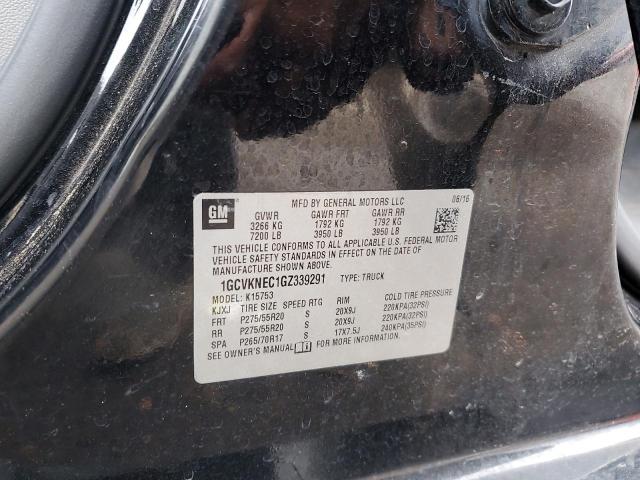 GM
MFD BY GENERAL MOTORS LLC 06/16
GVWR GAWR FRT GAWR RR
3266 KG 1792 KG 1792 KG
7200 LB 3950 LB 3950 LB
THIS VEHICLE CONFORMS TO ALL APPLICABLE U.S. FEDERAL MOTOR
VEHICLE SAFETY STANDARDS IN EFFECT ON THE DATE OF
MANUFACTURE SHOWN ABOVE.
1GCVKNEC1GZ339291 TYPE: TRUCK
MODEL: K15753
KJXJ TIRE SIZE SPEED RTG RIM COLD TIRE PRESSURE
FRT P275/55R20 S 20X9J 220KPA(32PSI)
RR P275/55R20 S 20X9J 220KPA(32PSI)
SPA P265/70R17 S 17X7.5J 240KPA(35PSI)
SEE OWNER'S MANUAL FOR MORE INFORMATION.